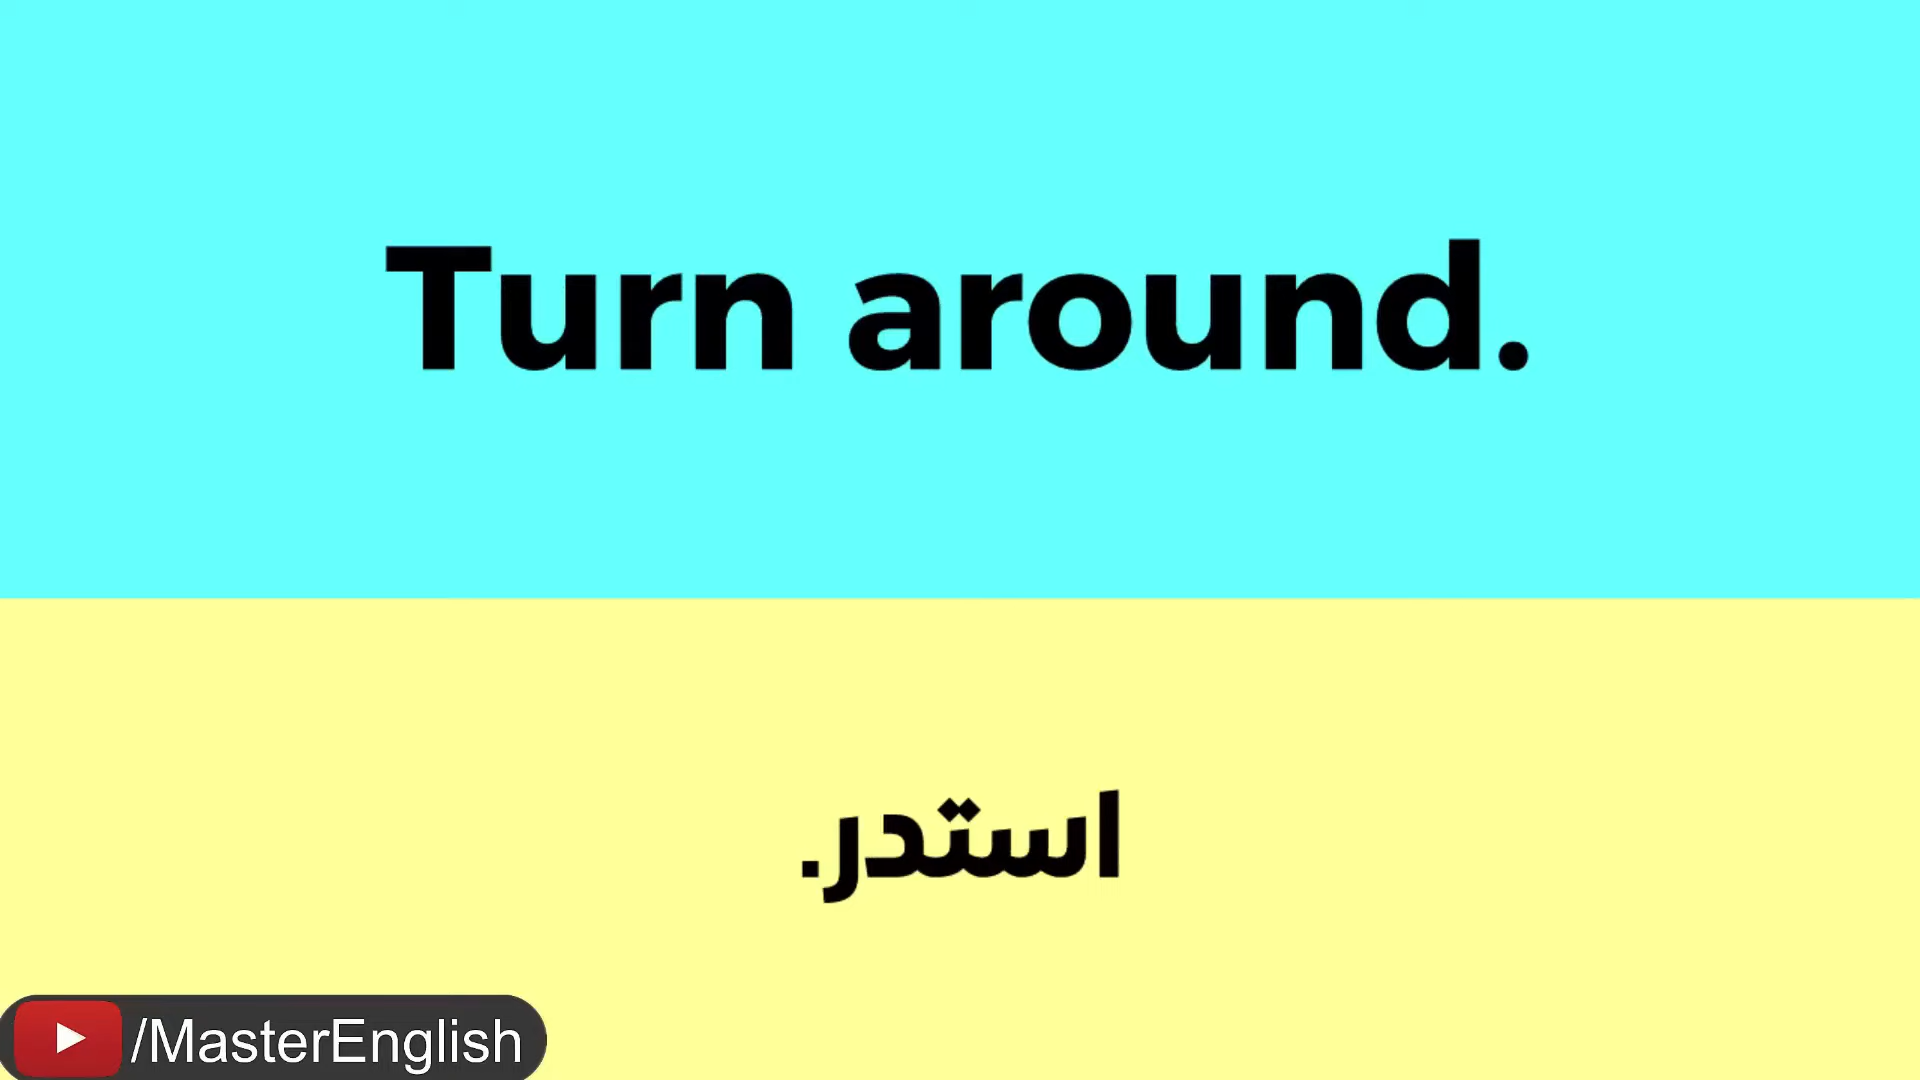 Turn around.
استدر.
/MasterEnglish